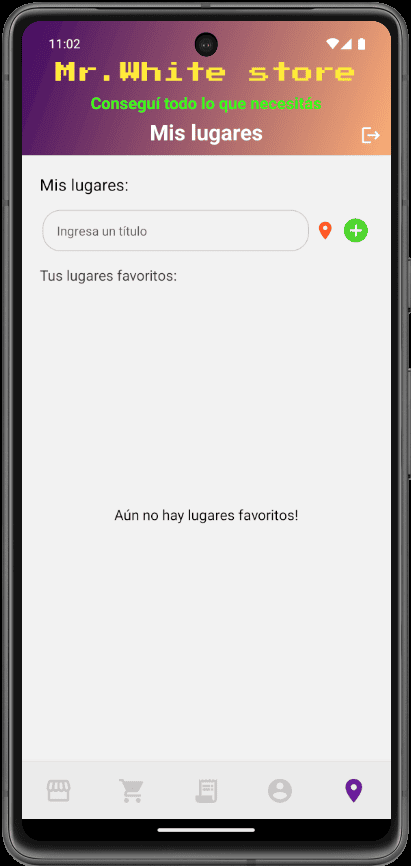 11:02
Mr.White store
Conseguí todo lo que necesitás
Mis lugares
Mis lugares:
Ingresa un título
Tus lugares favoritos:
Aún no hay lugares favoritos!